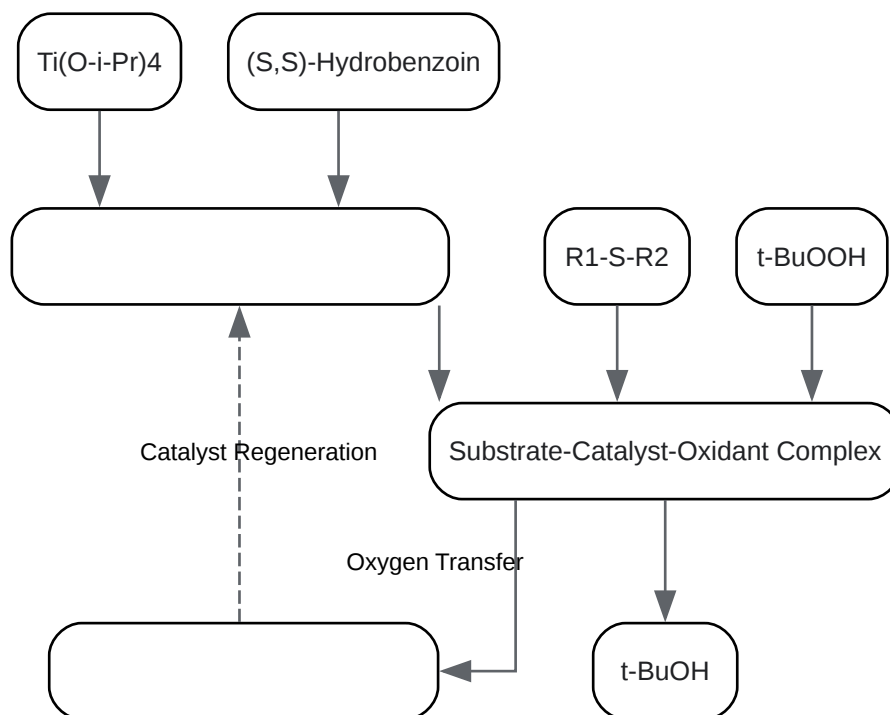 Ti(O-i-Pr)4
(S,S)-Hydrobenzoin
R1-S-R2
t-BuOOH
Catalyst Regeneration
Substrate-Catalyst-Oxidant Complex
Oxygen Transfer
t-BuOH